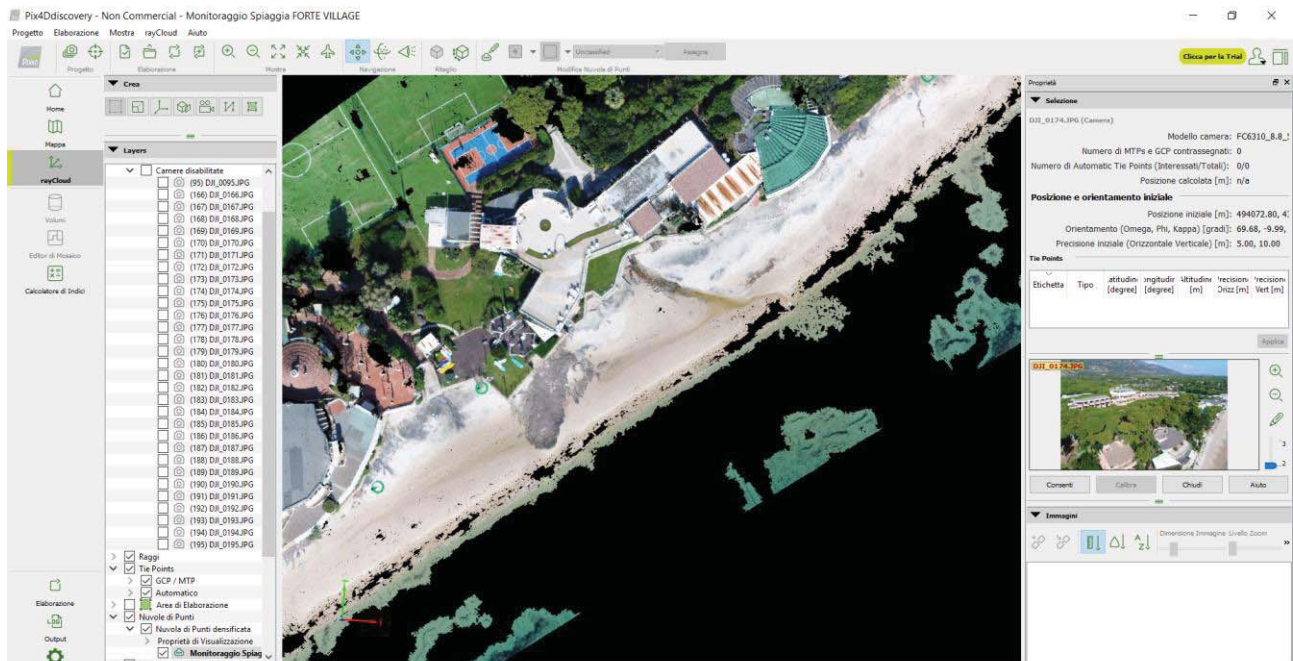 Pix4Ddiscovery - Non Commercial - Monitoraggio Spiaggia FORTE VILLAGE
Progetto Elaborazione Mostra rayCloud Aiuto
Unclassified
Assegna
Clicca per la Trial
Progetto
Elaborazione
Mostra
Navigazione
Ritaglio
Modifica Nuvola di Punti
Home
Mappa
rayCloud
Volumi
Editor di Mosaico
Calcolatore di Indici
Elaborazione
Output
Crea
Layers
Camere disabilitate
(95) DJI_0095.JPG
(166) DJI_0166.JPG
(167) DJI_0167.JPG
(168) DJI_0168.JPG
(169) DJI_0169.JPG
(170) DJI_0170.JPG
(171) DJI_0171.JPG
(172) DJI_0172.JPG
(173) DJI_0173.JPG
(174) DJI_0174.JPG
(175) DJI_0175.JPG
(176) DJI_0176.JPG
(177) DJI_0177.JPG
(178) DJI_0178.JPG
(179) DJI_0179.JPG
(180) DJI_0180.JPG
(181) DJI_0181.JPG
(182) DJI_0182.JPG
(183) DJI_0183.JPG
(184) DJI_0184.JPG
(185) DJI_0185.JPG
(186) DJI_0186.JPG
(187) DJI_0187.JPG
(188) DJI_0188.JPG
(189) DJI_0189.JPG
(190) DJI_0190.JPG
(191) DJI_0191.JPG
(192) DJI_0192.JPG
(193) DJI_0193.JPG
(194) DJI_0194.JPG
(195) DJI_0195.JPG
Raggi
Tie Points
GCP / MTP
Automatico
Area di Elaborazione
Nuvole di Punti
Nuvola di Punti densificata
Proprietà di Visualizzazione
Monitoraggio Spiag
Proprietà
Selezione
DJI_0174.JPG (Camera)
Modello camera: FC6310_8.8_
Numero di MTPs e GCP contrassegnati: 0
Numero di Automatic Tie Points (Interessati/Totali): 0/0
Posizione calcolata [m]: n/a
Posizione e orientamento iniziale
Posizione iniziale [m]: 494072.80,
Orientamento (Omega, Phi, Kappa) [gradi]: 69.68, -9.99,
Precisione iniziale (Orizzontale Verticale) [m]: 5.00, 10.00
Tie Points
Etichetta Tipo
[degree] [degree] [m] [m] Vert [m]
Applica
DJI_0174.JPG
Consenti Calibra Chiudi Aiuto
Immagini
Dimensione Immagine Livello Zoom